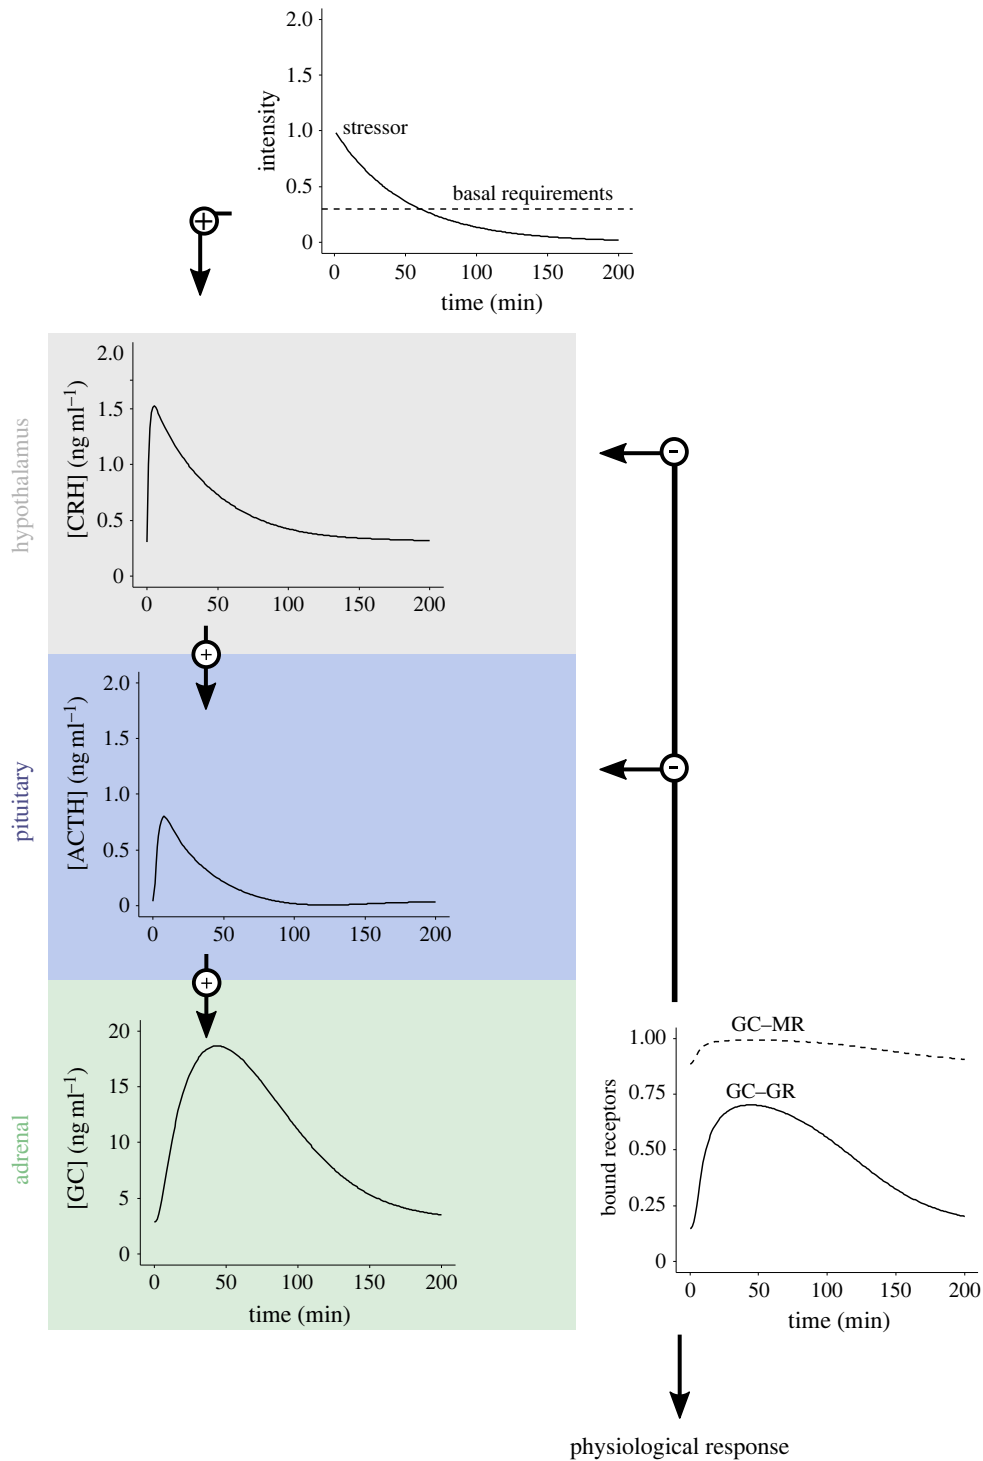 2.0
1.5
1.0
0.5
0
intensity
stressor
basal requirements
0 50 100 150 200
time (min)
+
hypothalamus
[CRH] (ng ml⁻¹)
2.0
1.5
1.0
0.5
0
0 50 100 150 200
-
+
pituitary
[ACTH] (ng ml⁻¹)
2.0
1.5
1.0
0.5
0
0 50 100 150 200
-
+
adrenal
[GC] (ng ml⁻¹)
20
15
10
5
0
0 50 100 150 200
time (min)
bound receptors
GC–MR
GC–GR
1.00
0.75
0.50
0.25
0
0 50 100 150 200
time (min)
physiological response